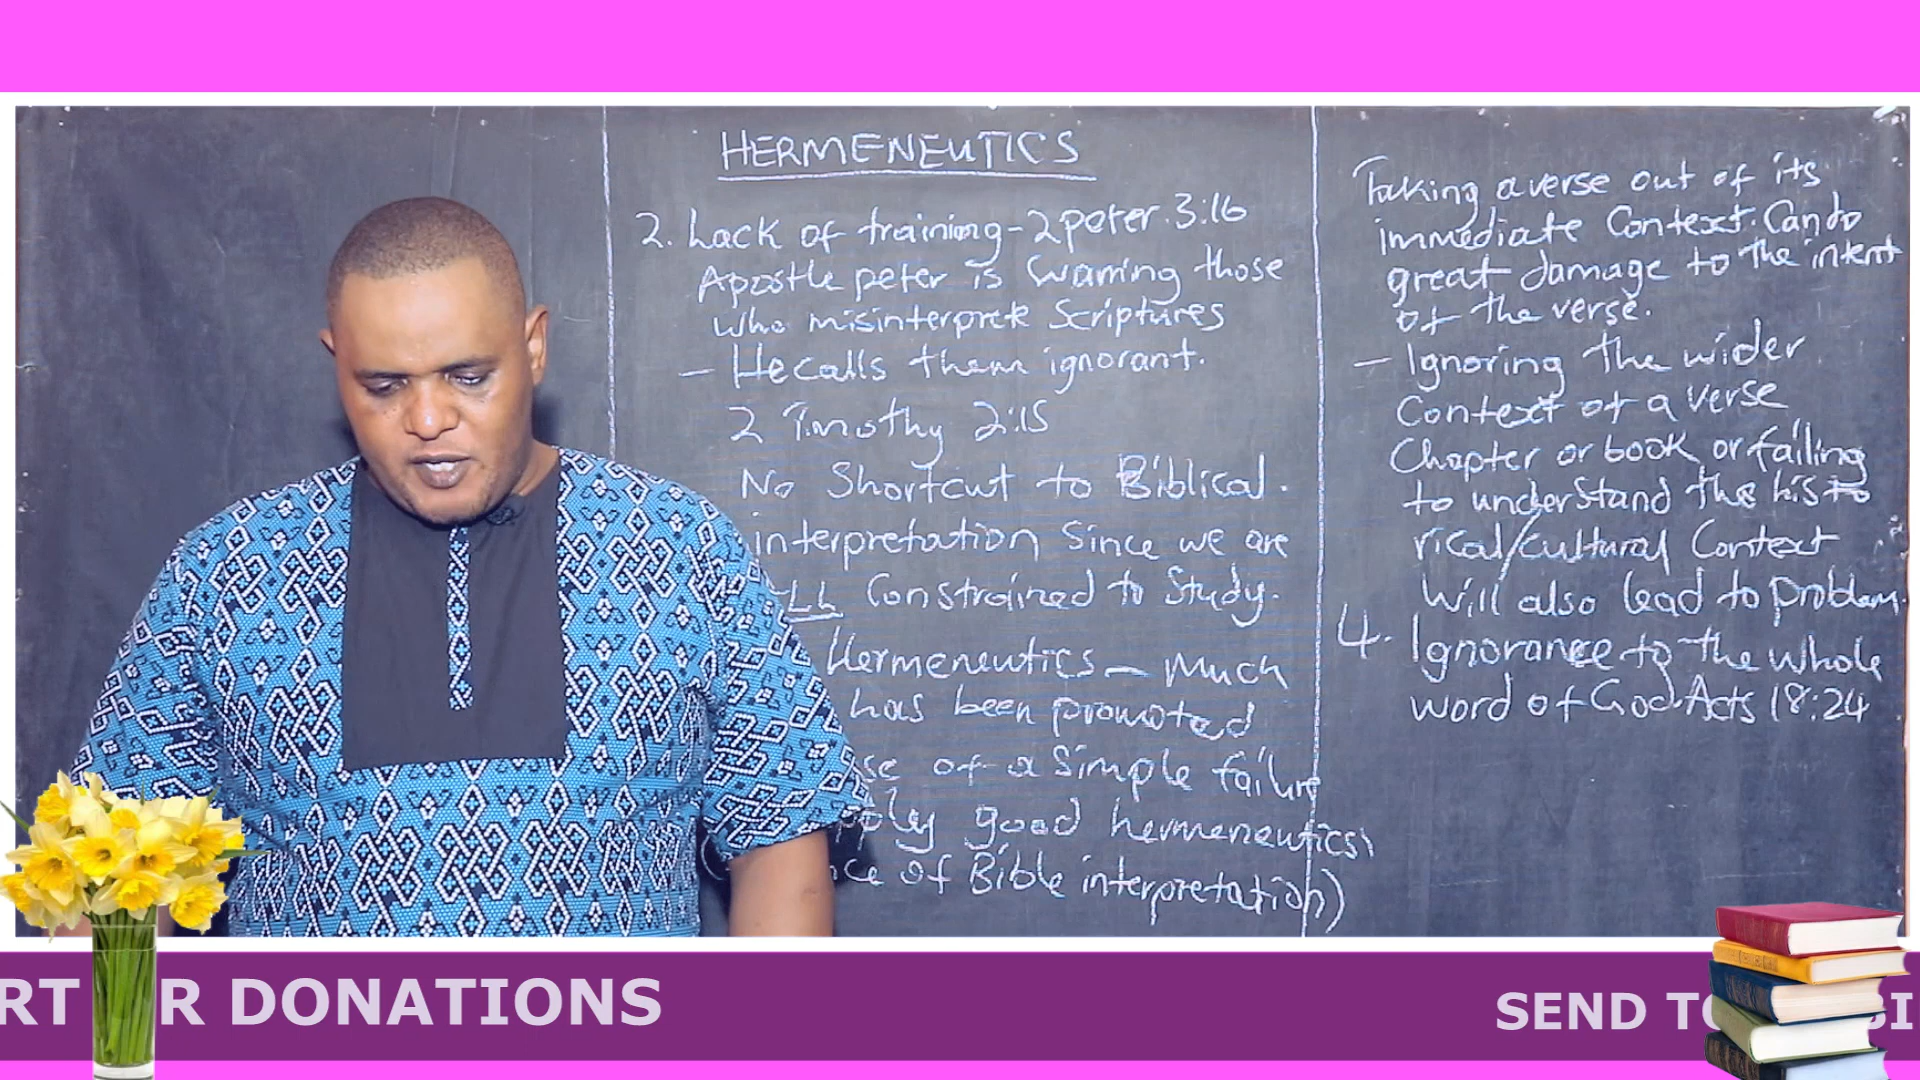 HERMENEUTICS
2. Lack of training - 2 peter. 3:16
Apostle peter is warning those
who misinterpret Scriptures
- He calls them ignorant.
2 Timothy 2:15
No Shortcut to Biblical.
interpretation Since we are
Constrained to Study.
Hermeneutics - Much
has been promoted
of a Simple failure
good hermeneutics
of Bible interpretation)
Taking a verse out of its
immediate Context. Can do
great damage to the intent
of the verse.
- Ignoring the wider
Context of a verse
Chapter or book or failing
to understand the histo
rical/cultural Context
Will also lead to problem.
4. Ignorance to the whole
word of God Acts 18:24
RT R DONATIONS
SEND